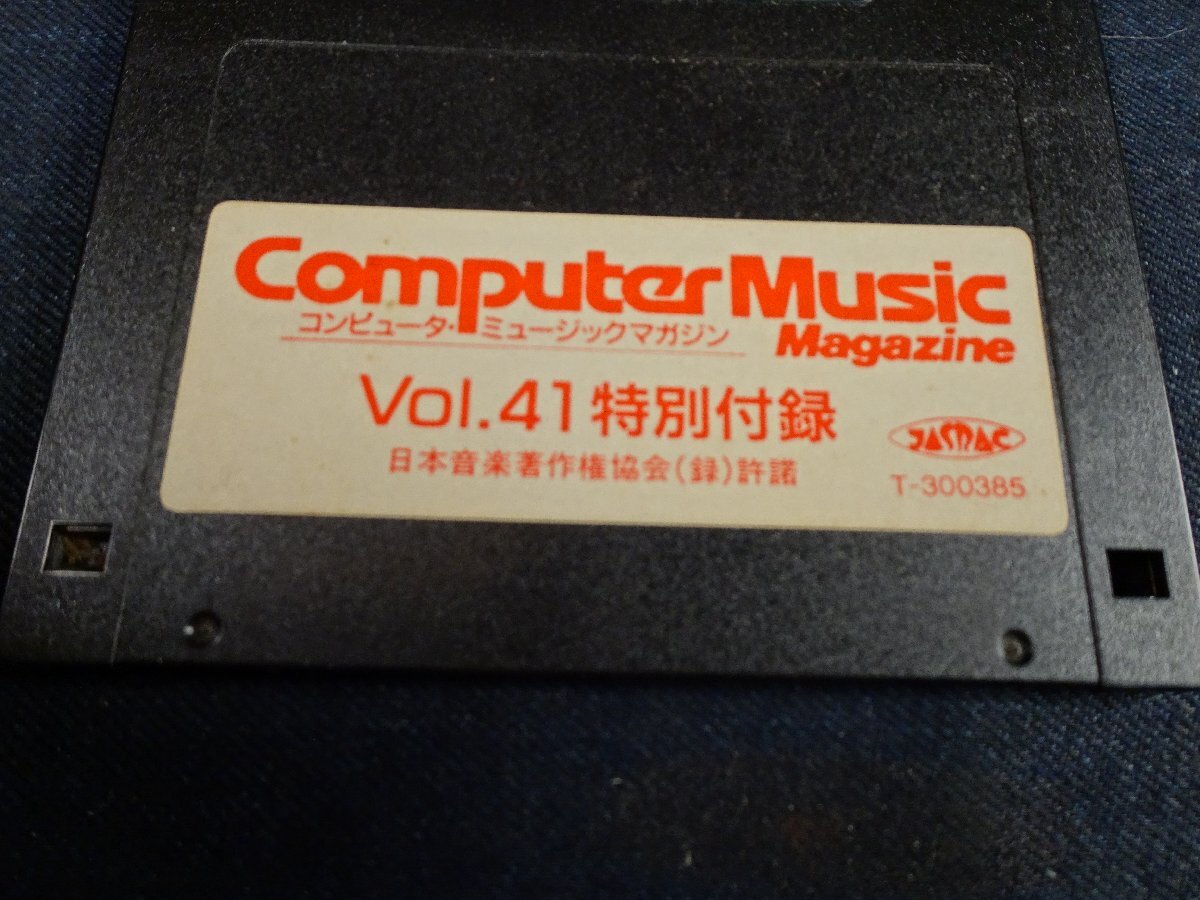 Computer Music
コンピュータ・ミュージックマガジン
Magazine
Vol.41特別付録
日本音楽著作権協会(録)許諾
JASRAC
T-300385